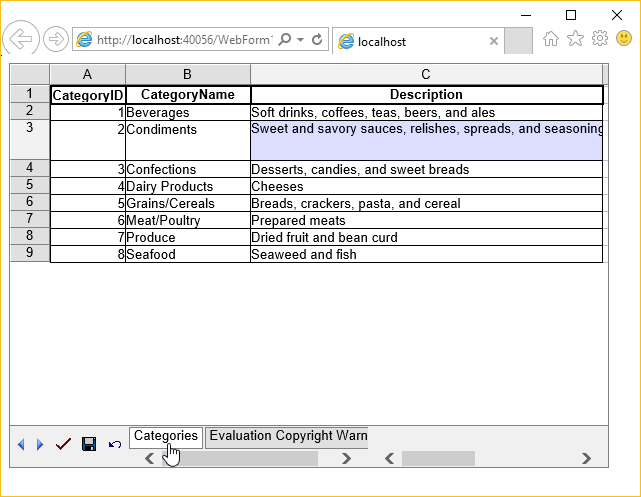 http://localhost:40056/WebForm1
localhost
A B C
1 CategoryID CategoryName Description
2 1 Beverages Soft drinks, coffees, teas, beers, and ales
3 2 Condiments Sweet and savory sauces, relishes, spreads, and seasoning
4 3 Confections Desserts, candies, and sweet breads
5 4 Dairy Products Cheeses
6 5 Grains/Cereals Breads, crackers, pasta, and cereal
7 6 Meat/Poultry Prepared meats
8 7 Produce Dried fruit and bean curd
9 8 Seafood Seaweed and fish
Categories Evaluation Copyright Warn